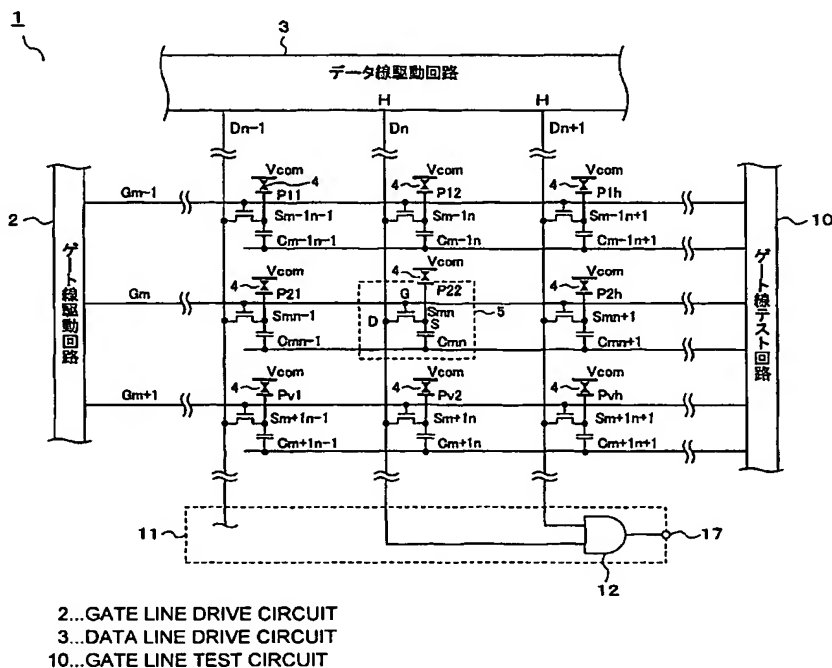 1
3
データ線駆動回路
H H
Dn-1 Dn Dn+1
Vcom Vcom Vcom
4 4 4
Gm-1 P11 P12 P1h
2 10
Sm-1n-1 Sm-1n Sm-1n+1
Cm-1n-1 Cm-1n Cm-1n+1
ゲート線駆動回路
ゲート線テスト回路
Vcom Vcom Vcom
4 4 4
Gm P21 G P22 P2h
Smn-1 D Smn S 5 Smn+1
Cmn-1 Cmn Cmn+1
Vcom Vcom Vcom
4 4 4
Gm+1 Pv1 Pv2 Pvh
Sm+1n-1 Sm+1n Sm+1n+1
Cm+1n-1 Cm+1n Cm+1n+1
11 17
12
2...GATE LINE DRIVE CIRCUIT
3...DATA LINE DRIVE CIRCUIT
10...GATE LINE TEST CIRCUIT